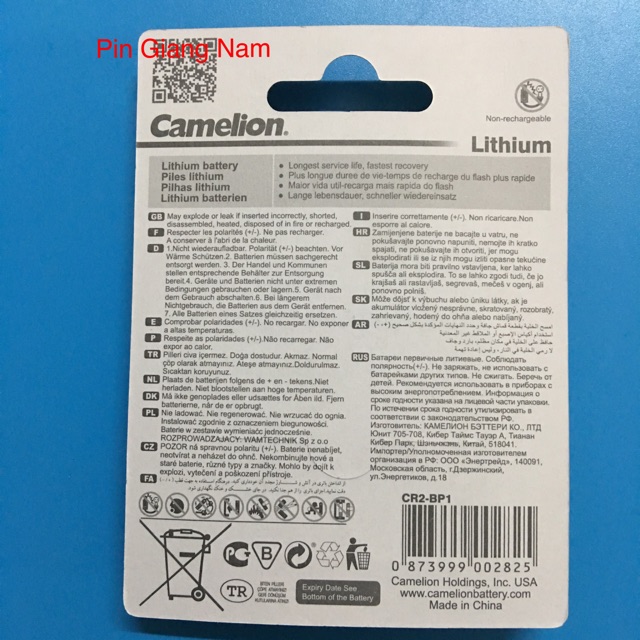 Pin Giang Nam
Camelion®
Non-rechargeable
Lithium
Lithium battery
Piles lithium
Pilhas lithium
Lithium batterien
• Longest service life, fastest recovery
• Plus longue duree de vie-temps de recharge du flash plus rapide
• Maior vida util-recarga mais rapida do flash
• Lange lebensdauer, schneller wiedereinsatz
GB May explode or leak if inserted incorrectly, shorted,
disassembled, heated, disposed of in fire or recharged.
F Respecter les polarités (+/-). Ne pas recharger.
A conserver à l'abri de la chaleur.
D 1.Nicht wiederaufladbar. Polarität (+/-) beachten. Vor
Wärme Schützen.2. Batterien müssen sachgerecht
entsorgt werden. 3. Der Handel und Kommunen
stellen entsprechende Behälter zur Entsorgung
bereit.4. Geräte und Batterien nicht unter extremen
Bedingungen gebrauchen oder lagern.5. Gerät nach
dem Gebrauch abschalten.6. Bei längerem
Nichtgebrauch, die Batterien aus dem Gerät entfernen.
7. Alle Batterien eines Satzes gleichzeitig ersetzen.
E Comprobar polaridades (+/-). No recargar. No exponer
a altas temperaturas.
P Respeite as polaridades (+/-).Não recarregar. Não
expor ao calor.
TR Pilleri civa içermez. Doğa dostudur. Akmaz. Normal
çöp olarak atınız. Ateşe atmayınız.Doldurulmaz.
Sıcaktan koruyunuz.
NL Plaats de batterijen folgens de + en - tekens.Niet
herladen. Niet blootstellen aan hoge temperaturen.
DK Må ikke genoplades eller udsættes for Åben ild. Fjern
batterierne, når de er opbrugt.
PL Nie ładować. Nie regenerować. Nie wrzucać do ognia.
Instalować zgodnie z oznaczeniem biegunów.
Baterie w zestawie wymieniać jednocześnie.
ROZPROWADZAJĄCY: WAMTECHNIK Sp z o o
CZ POZOR na správnou polaritu (+/-). Baterie nenabíjet,
neotvírat a neházet do ohně. Nekombinujte nové a
staré baterie, různé typy a značky. Mohlo by dojít k
explozi, vytečení a poškození přístroje.
FA
I Inserire correttamente (+/-). Non ricaricare.Non
esporre al calore.
HR Zamijenjene baterije ne bacajte u vatru, ne
pokušavajte ponovno napuniti, nemojte ih kratko
spajati, ne pokušavajte ih otvoriti, jer mogu
eksplodirati ili se iz njih mogu izliti opasne tekućine.
SL Baterija mora biti pravilno vstavljena, ker lahko
spušča ali eksplodira. To se lahko zgodi tudi, če jo
krajšaš ali rastavljaš, segrevaš, mečeš v ogenj, ali
ponovno polniš.
SK Môže dôjsť k výbuchu alebo úniku látky, ak je
akumulátor vložený nesprávne, skratovaný, rozobratý,
zahrievaný, hodený do ohňa alebo nabíjaný.
AR
RUS Батареи первичные литиевые. Соблюдать
полярность(+/-). Не заряжать, не использовать с
батарейками других типов. Не сжигать. Беречь от
детей. Рекомендуется использовать в приборах с
высоким энергопотреблением. Информация о
сроке годности указана на лицевой части упаковки.
По истечении срока годности утилизировать в
соответствии с законодательством РФ.
Изготовитель: КАМЕЛИОН БЭТТЕРИ КО., ЛТД
Юнит 705-708, Кибер Таймс Тауэр А, Тианан
Кибер Парк, Шэньчжэнь, Китай, 518041.
Импортер/Уполномоченная изготовителем
организация в РФ: ООО «Энертрейд», 140091,
Московская область, г.Дзержинский,
ул.Энергетиков, д.18
CR2-BP1
0 873999 002825
TR
Expiry Date See
Bottom of the Battery
Camelion Holdings, Inc. USA
www.camelionbattery.com
Made in China